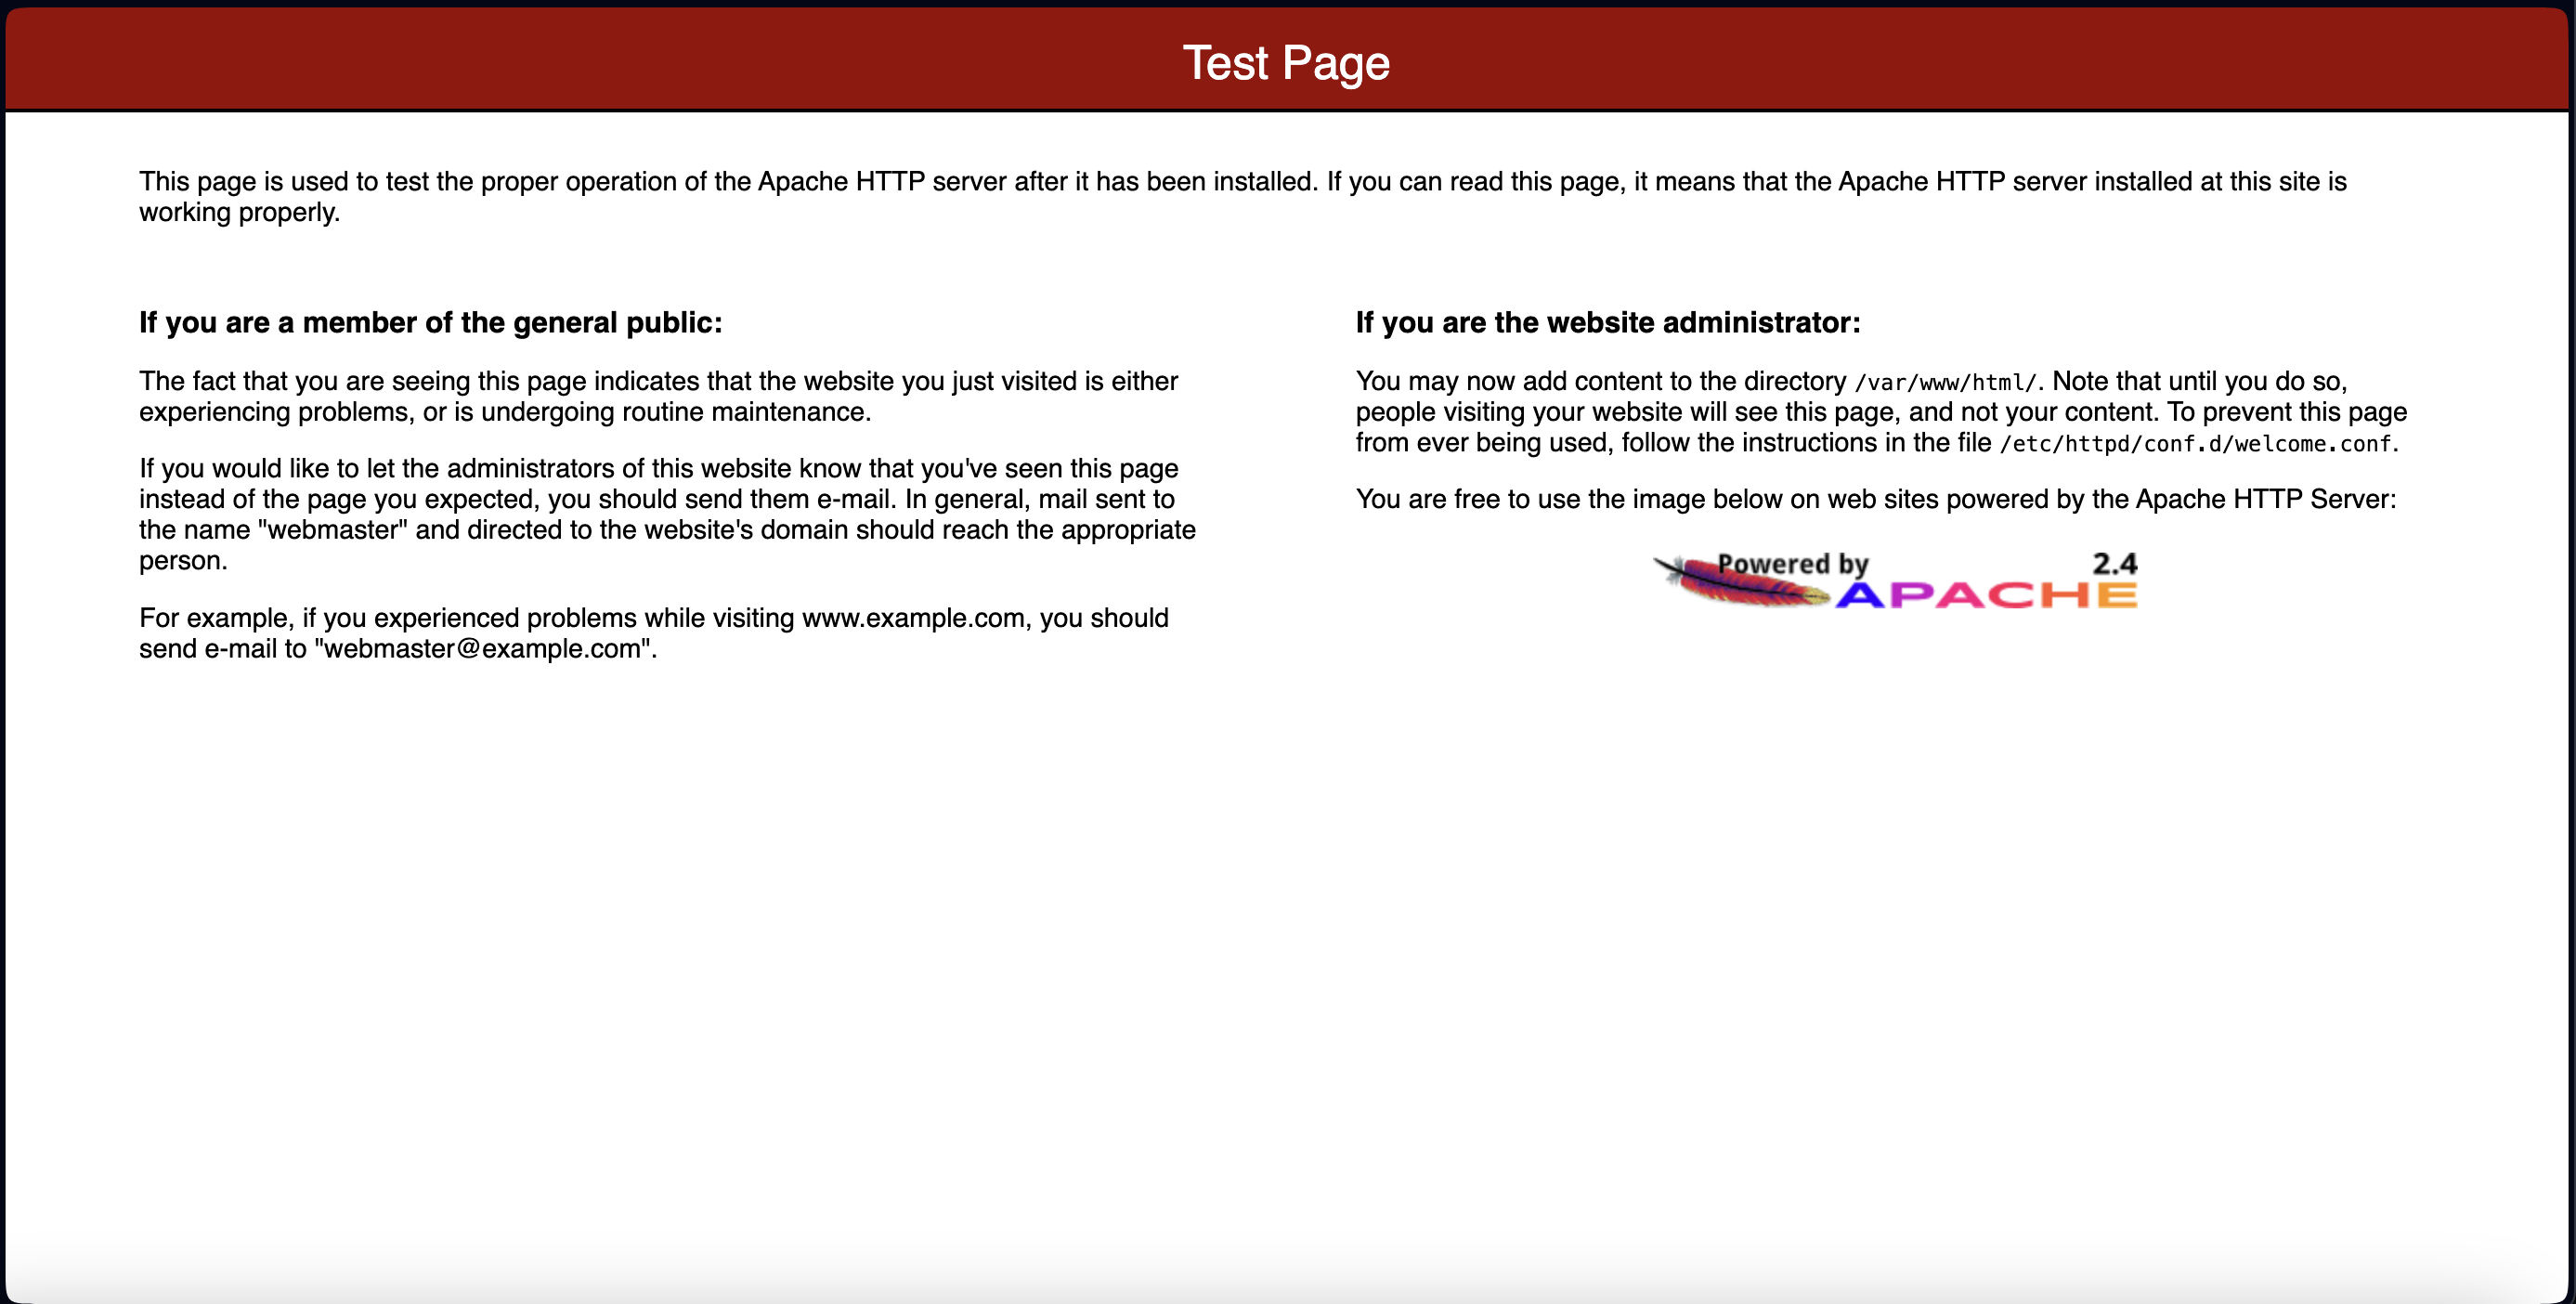 Test Page
This page is used to test the proper operation of the Apache HTTP server after it has been installed. If you can read this page, it means that the Apache HTTP server installed at this site is
working properly.
If you are a member of the general public:
The fact that you are seeing this page indicates that the website you just visited is either
experiencing problems, or is undergoing routine maintenance.
If you would like to let the administrators of this website know that you've seen this page
instead of the page you expected, you should send them e-mail. In general, mail sent to
the name "webmaster" and directed to the website's domain should reach the appropriate
person.
For example, if you experienced problems while visiting www.example.com, you should
send e-mail to "webmaster@example.com".
If you are the website administrator:
You may now add content to the directory /var/www/html/. Note that until you do so,
people visiting your website will see this page, and not your content. To prevent this page
from ever being used, follow the instructions in the file /etc/httpd/conf.d/welcome.conf.
You are free to use the image below on web sites powered by the Apache HTTP Server:
Powered by 2.4
APACHE